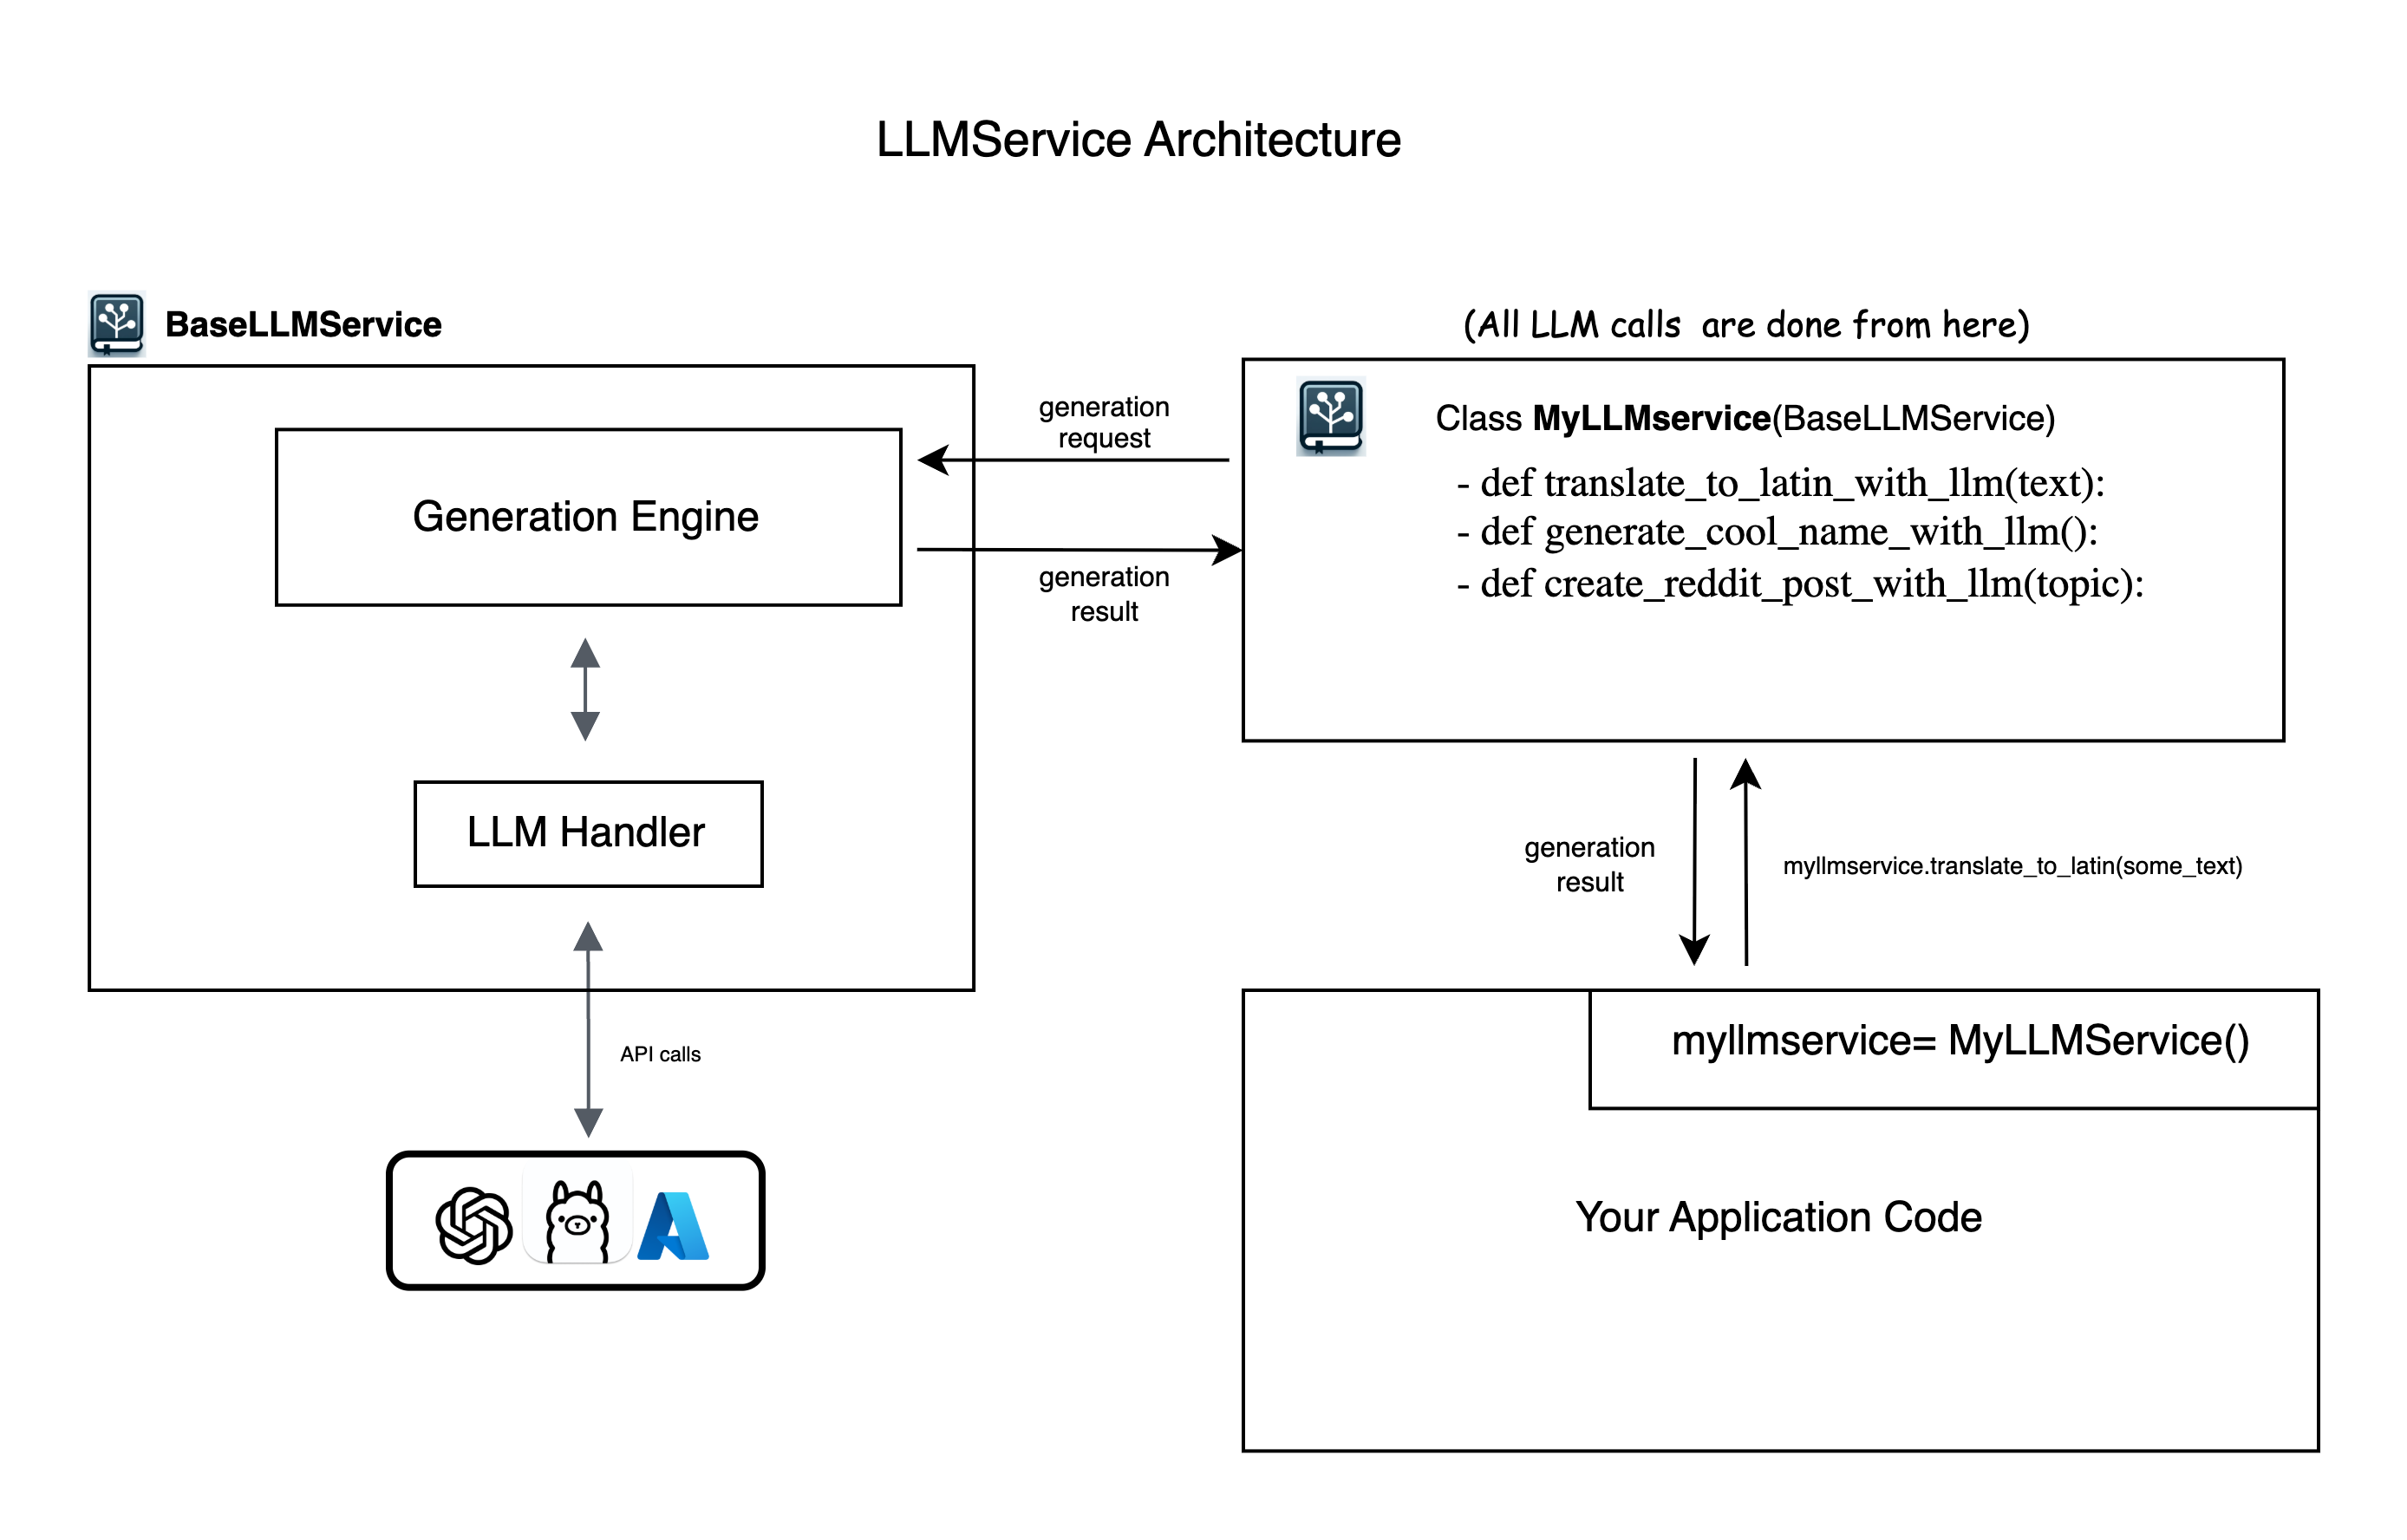 LLMService Architecture
BaseLLMService
Generation Engine
LLM Handler
API calls
generation
request
generation
result
(All LLM calls  are done from here)
Class MyLLMservice(BaseLLMService)
- def translate_to_latin_with_llm(text):
- def generate_cool_name_with_llm():
- def create_reddit_post_with_llm(topic):
generation
result
myllmservice.translate_to_latin(some_text)
myllmservice= MyLLMService()
Your Application Code